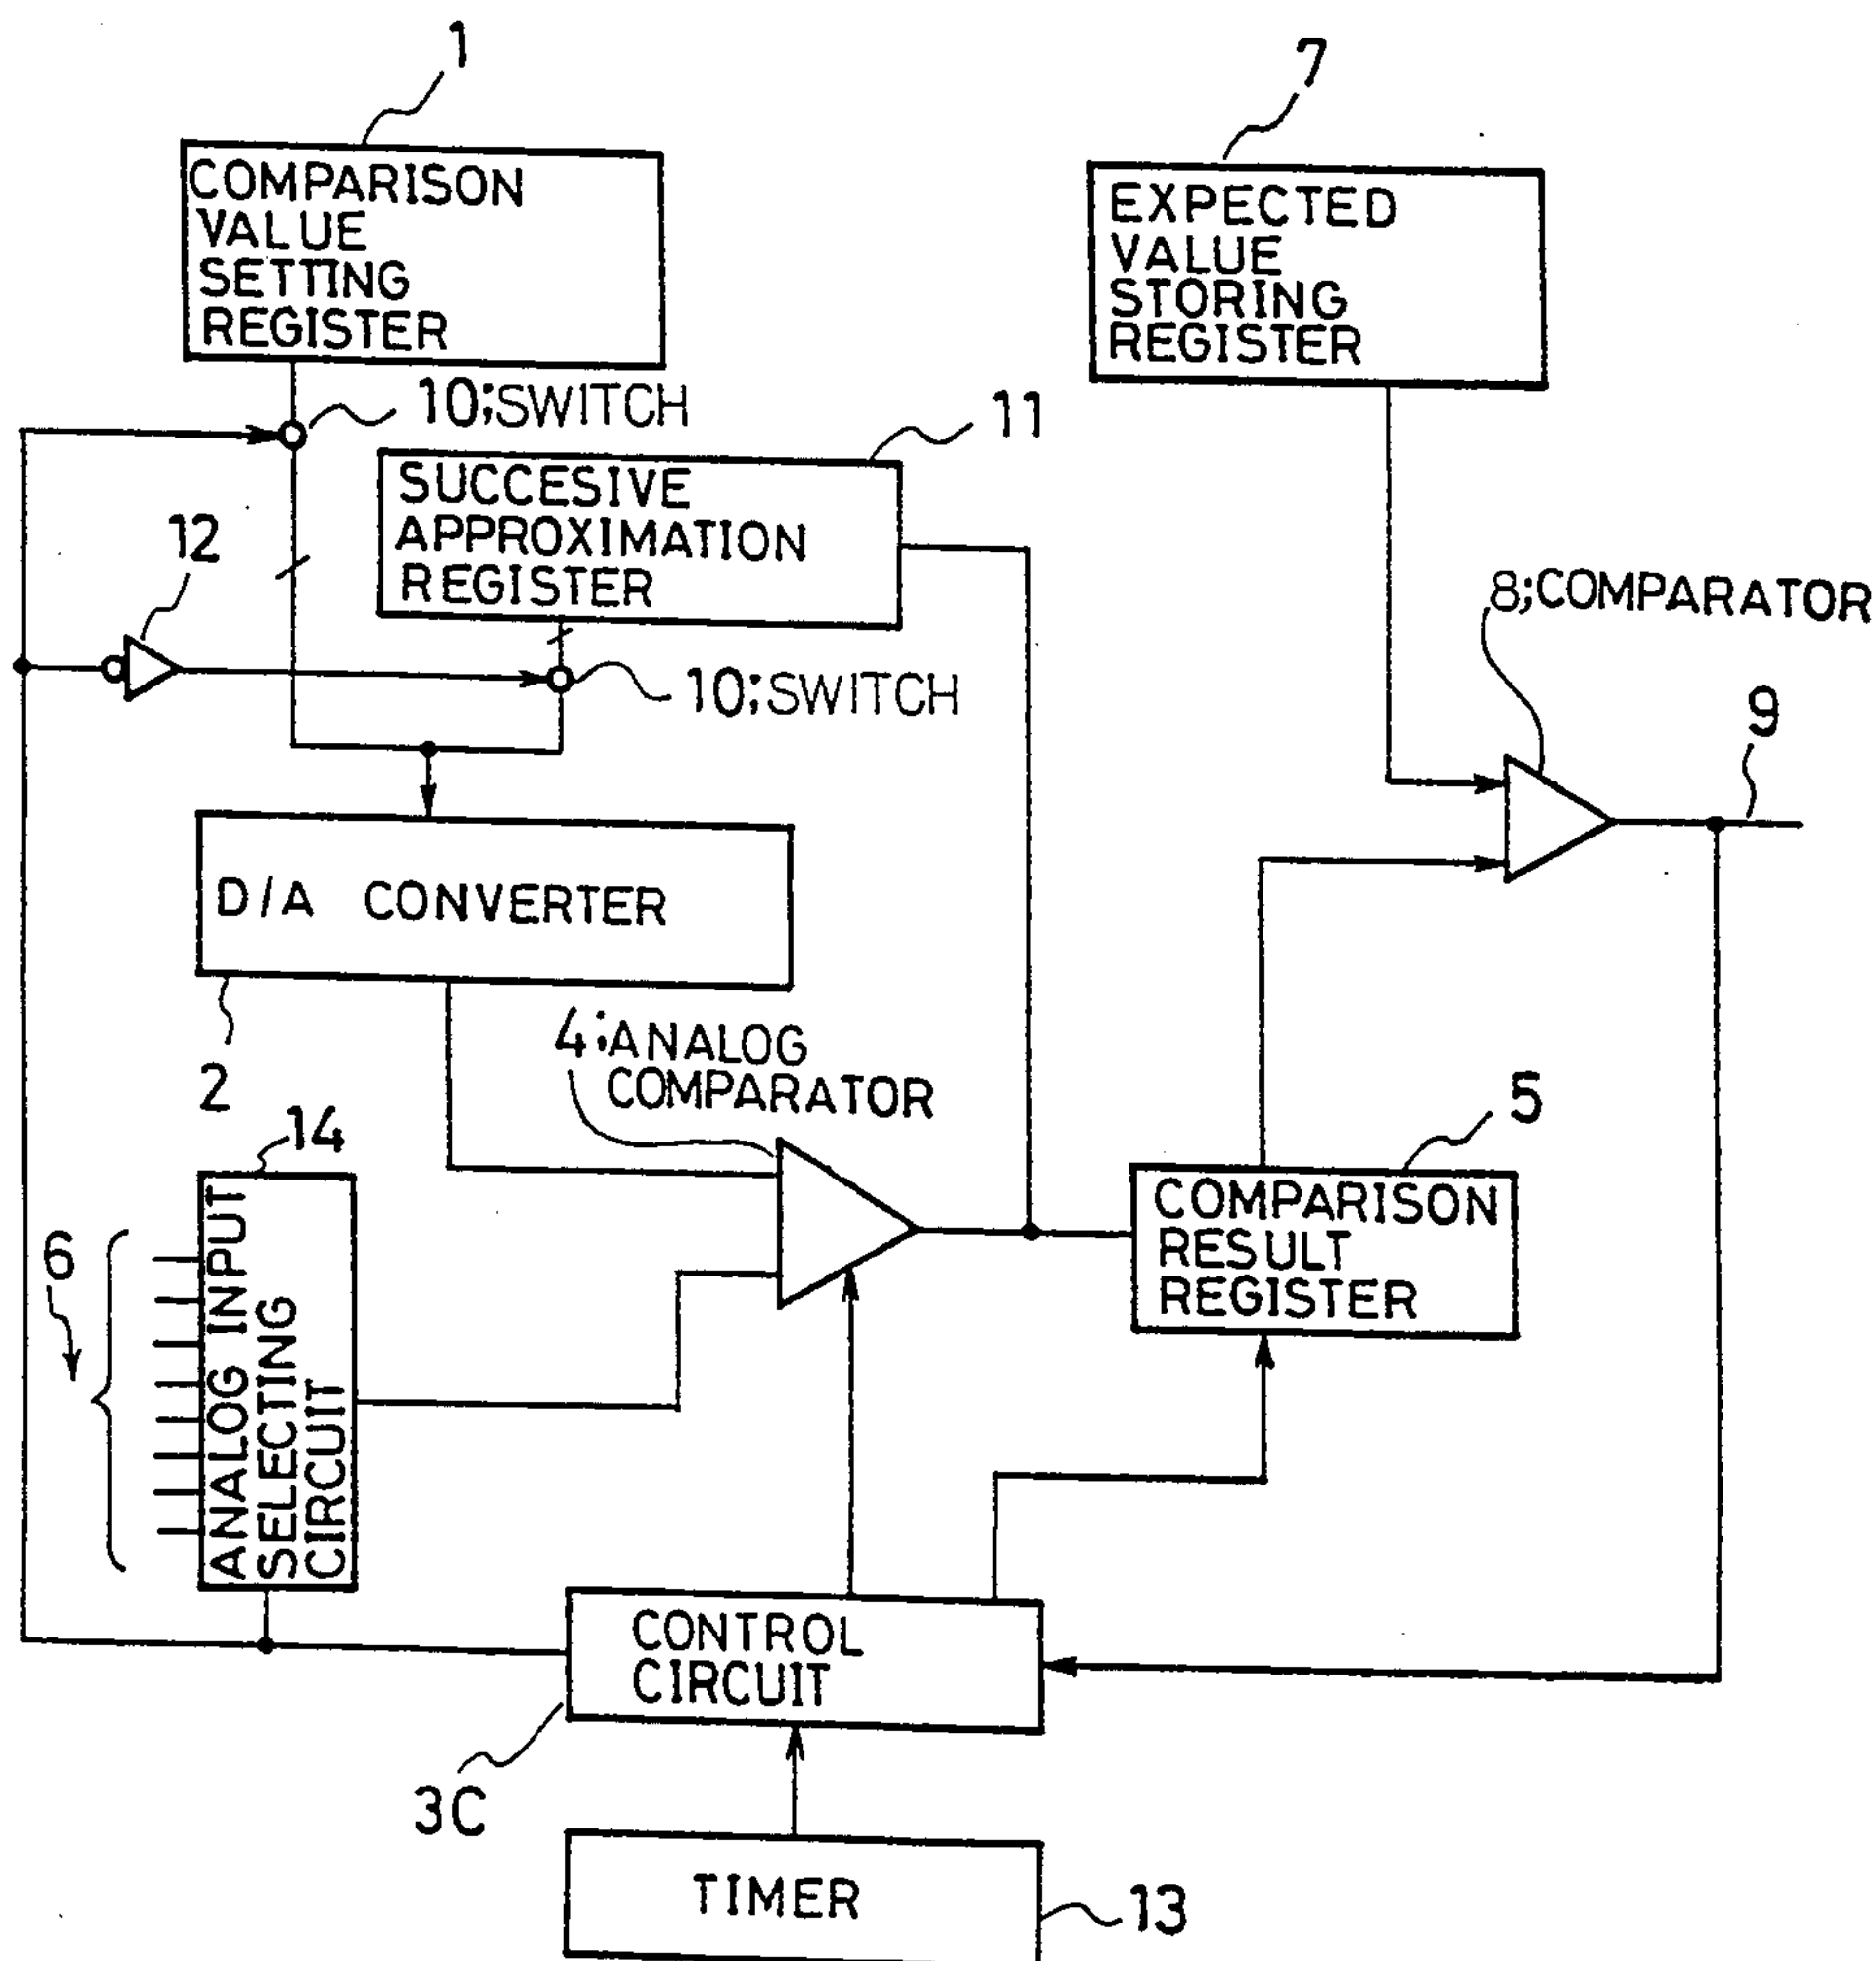 1
7
COMPARISON
VALUE
SETTING
REGISTER
EXPECTED
VALUE
STORING
REGISTER
10;SWITCH
11
SUCCESIVE
APPROXIMATION
REGISTER
12
8;COMPARATOR
10;SWITCH
9
D/A CONVERTER
4;ANALOG
COMPARATOR
2
14
5
COMPARISON
RESULT
REGISTER
6
ANALOG INPUT
SELECTING
CIRCUIT
CONTROL
CIRCUIT
3C
TIMER
13